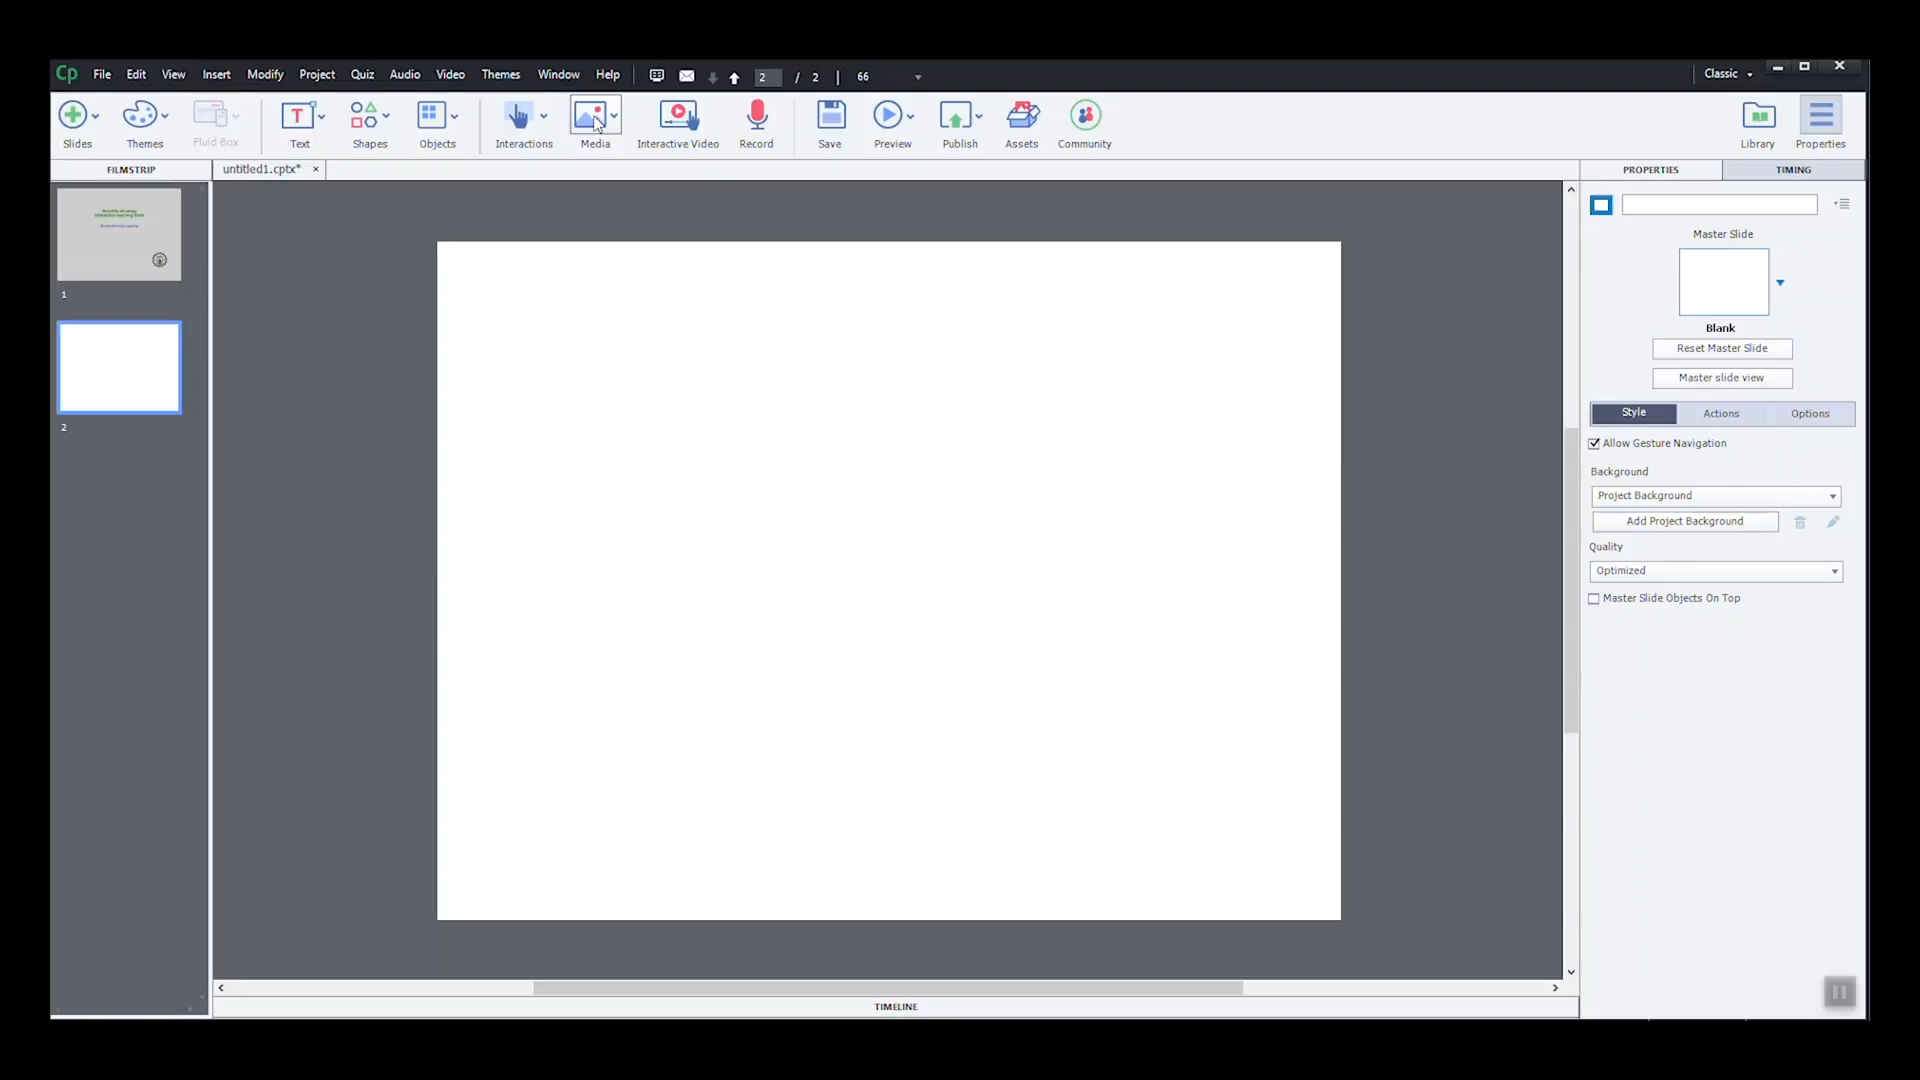 Cp File Edit View Insert Modify Project Quiz Audio Video Themes Window Help 2 / 2 | 66 Classic
Slides Themes Fluid Box Text Shapes Objects Interactions Media Interactive Video Record Save Preview Publish Assets Community Library Properties
FILMSTRIP untitled1.cptx* × PROPERTIES TIMING
1
2
Master Slide
Blank
Reset Master Slide
Master slide view
Style Actions Options
Allow Gesture Navigation
Background
Project Background
Add Project Background
Quality
Optimized
Master Slide Objects On Top
TIMELINE